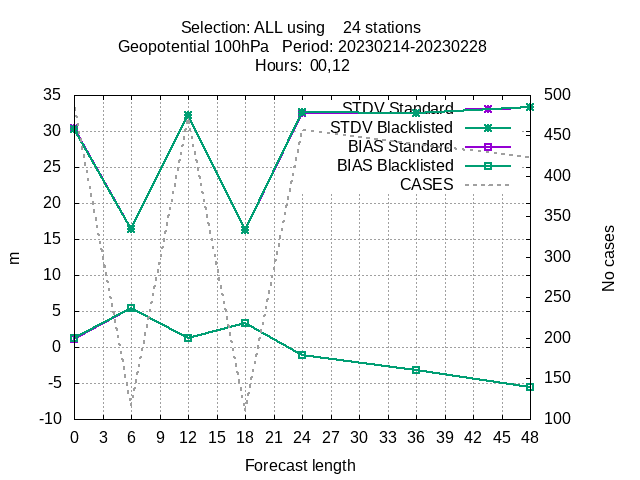 Selection: ALL using    24 stations
Geopotential 100hPa   Period: 20230214-20230228
Hours:  00,12
35
30
25
20
15
10
5
0
-5
-10
m
STDV Standard
STDV Blacklisted
BIAS Standard
BIAS Blacklisted
CASES
500
450
400
350
300
250
200
150
100
No cases
0 3 6 9 12 15 18 21 24 27 30 33 36 39 42 45 48
Forecast length